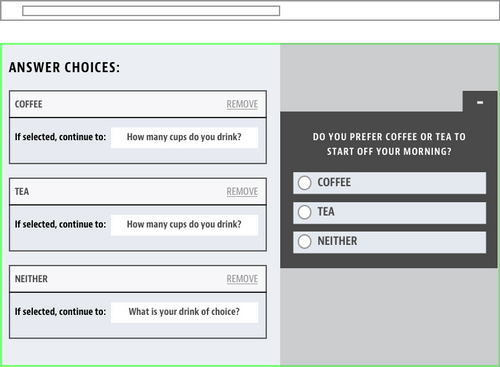 ANSWER CHOICES:
COFFEE REMOVE
If selected, continue to: How many cups do you drink?
TEA REMOVE
If selected, continue to: How many cups do you drink?
NEITHER REMOVE
If selected, continue to: What is your drink of choice?
-
DO YOU PREFER COFFEE OR TEA TO
START OFF YOUR MORNING?
COFFEE
TEA
NEITHER